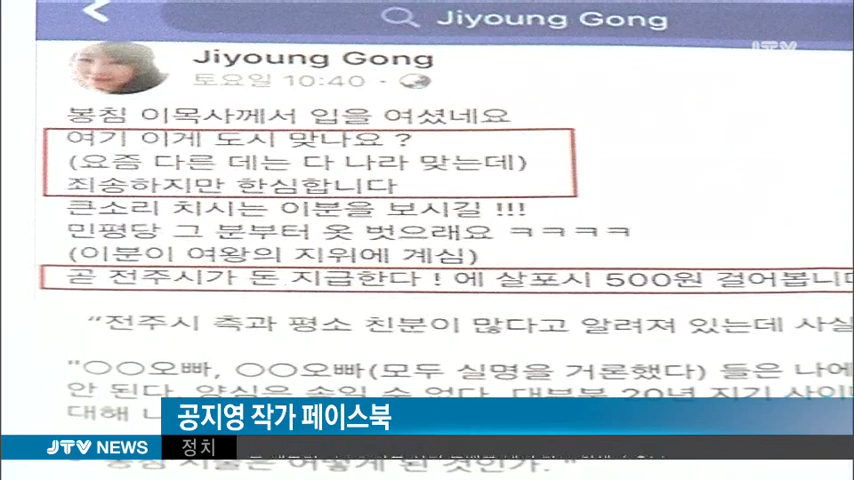 Jiyoung Gong
JTV
Jiyoung Gong
토요일 10:40 ·
봉침 이목사께서 입을 여셨네요
여기 이게 도시 맞나요 ?
(요즘 다른 데는 다 나라 맞는데)
죄송하지만 한심합니다
큰소리 치시는 이분을 보시길 !!!
민평당 그 분부터 옷 벗으래요 ㅋㅋㅋㅋ
(이분이 여왕의 지위에 계심)
곧 전주시가 돈 지급한다 ! 에 살포시 500원 걸어봅니다
“전주시 측과 평소 친분이 많다고 알려져 있는데 사실
"○○오빠, ○○오빠(모두 실명을 거론했다) 들은 나에
안 된다. 양심은 속일 수 없다. 대부분 20년 지기 사이
대해
공지영 작가 페이스북
JTV NEWS
정치